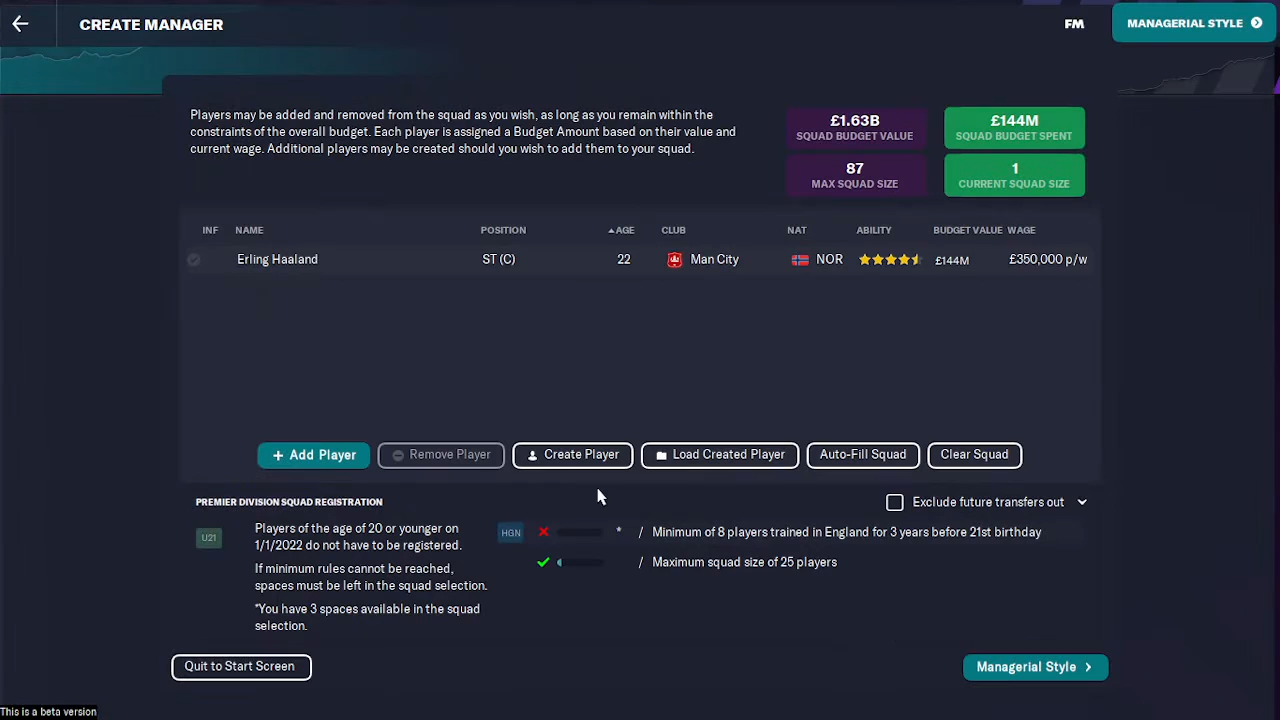 CREATE MANAGER
FM
MANAGERIAL STYLE
Players may be added and removed from the squad as you wish, as long as you remain within the
constraints of the overall budget. Each player is assigned a Budget Amount based on their value and
current wage. Additional players may be created should you wish to add them to your squad.
£1.63B
SQUAD BUDGET VALUE
£144M
SQUAD BUDGET SPENT
87
MAX SQUAD SIZE
1
CURRENT SQUAD SIZE
INF NAME POSITION AGE CLUB NAT ABILITY BUDGET VALUE WAGE
Erling Haaland ST (C) 22 Man City NOR £144M £350,000 p/w
+ Add Player Remove Player Create Player Load Created Player Auto-Fill Squad Clear Squad
PREMIER DIVISION SQUAD REGISTRATION
Exclude future transfers out
U21
Players of the age of 20 or younger on
1/1/2022 do not have to be registered.
If minimum rules cannot be reached,
spaces must be left in the squad selection.
*You have 3 spaces available in the squad
selection.
HGN * / Minimum of 8 players trained in England for 3 years before 21st birthday
/ Maximum squad size of 25 players
Quit to Start Screen
Managerial Style
This is a beta version